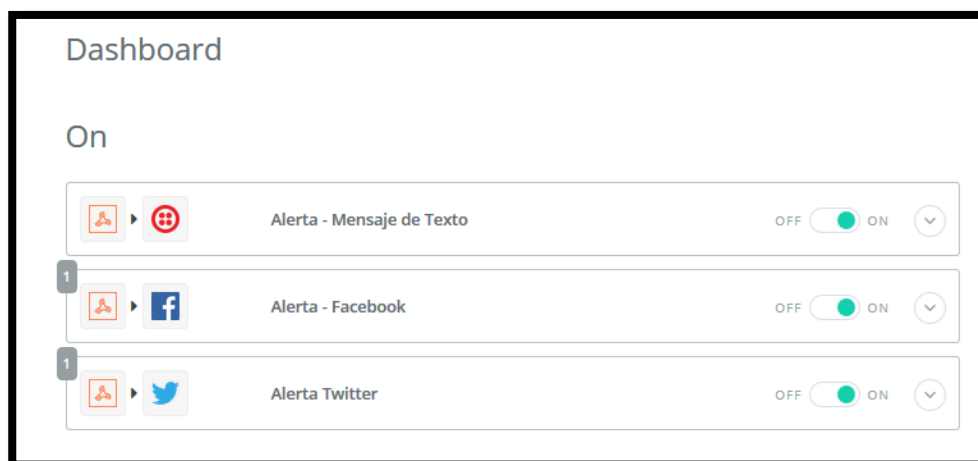 Dashboard
On
Alerta - Mensaje de Texto OFF ON
1
Alerta - Facebook OFF ON
1
Alerta Twitter OFF ON